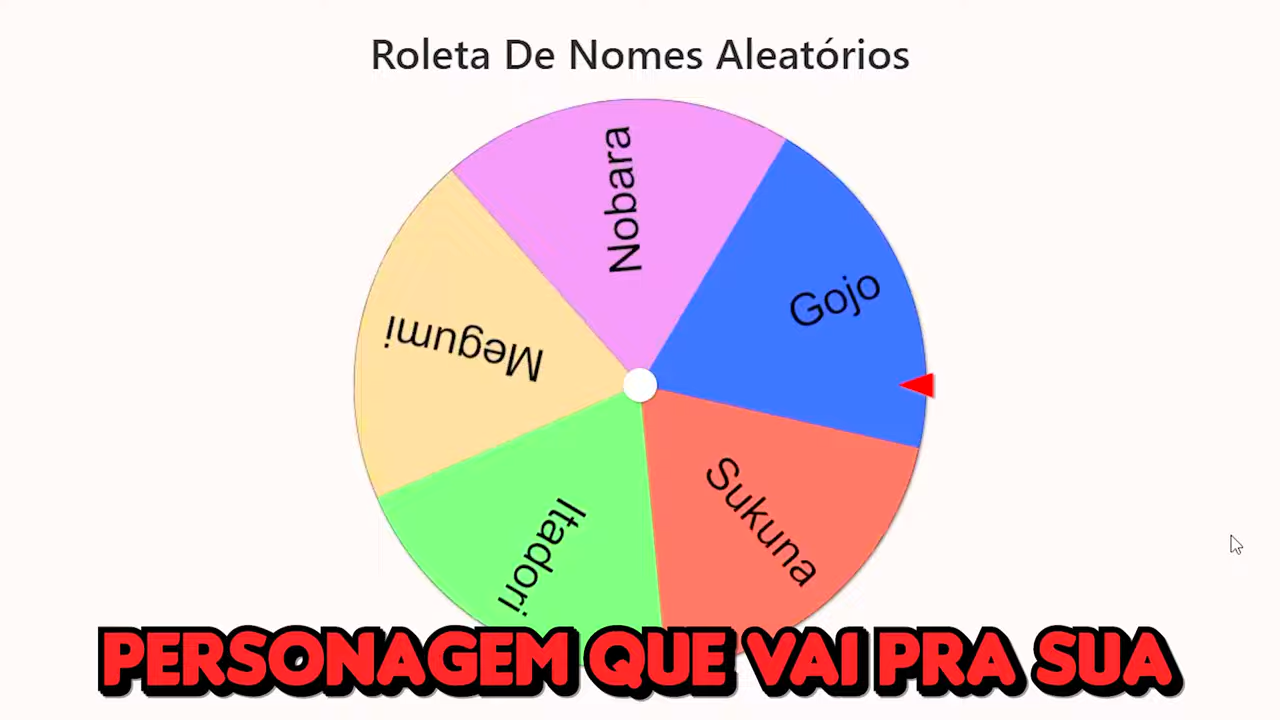 Roleta De Nomes Aleatórios
Nobara
Gojo
Megumi
Sukuna
Itadori
PERSONAGEM QUE VAI PRA SUA